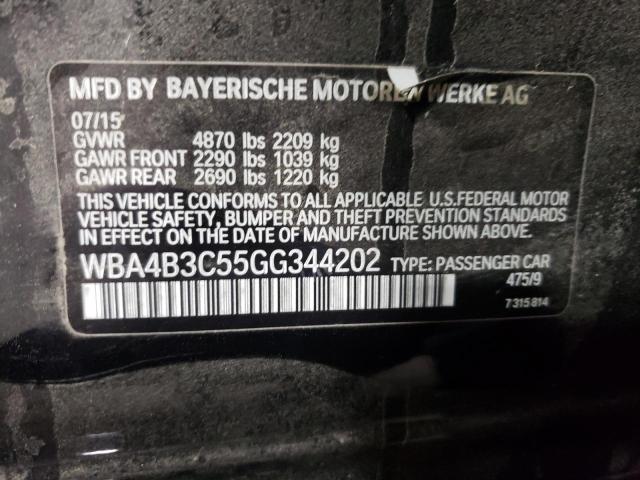 MFD BY BAYERISCHE MOTOREN WERKE AG
07/15
GVWR 4870 lbs 2209 kg
GAWR FRONT 2290 lbs 1039 kg
GAWR REAR 2690 lbs 1220 kg
THIS VEHICLE CONFORMS TO ALL APPLICABLE U.S.FEDERAL MOTOR
VEHICLE SAFETY, BUMPER AND THEFT PREVENTION STANDARDS
IN EFFECT ON THE DATE OF MANUFACTURE SHOWN ABOVE.
WBA4B3C55GG344202 TYPE: PASSENGER CAR
475/9
7 315 814